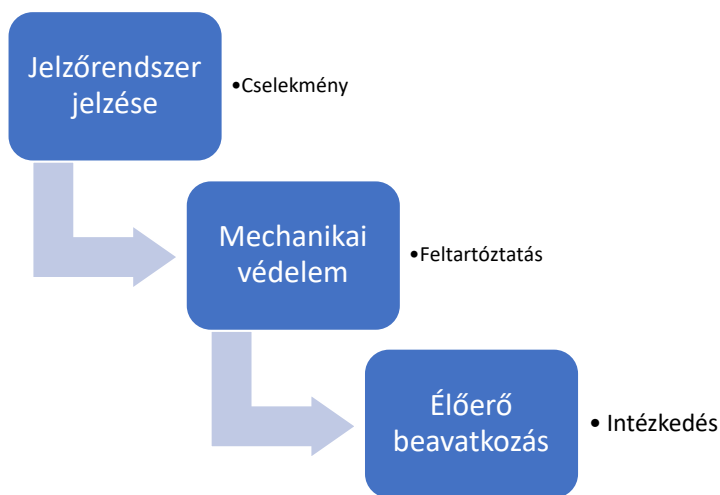 Jelzőrendszer
jelzése
•Cselekmény
Mechanikai
védelem
•Feltartóztatás
Élőerő
beavatkozás
• Intézkedés